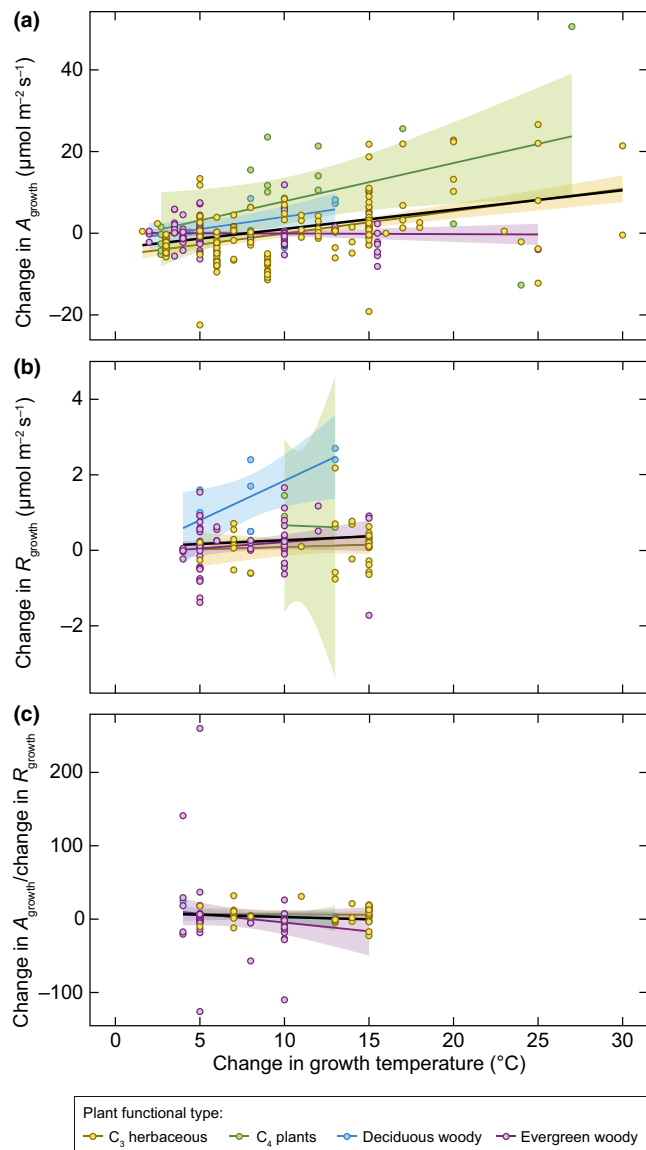 (a)
Change in A_growth (μmol m⁻² s⁻¹)
40
20
0
−20
(b)
Change in R_growth (μmol m⁻² s⁻¹)
4
2
0
−2
(c)
Change in A_growth/change in R_growth
200
100
0
−100
0 5 10 15 20 25 30
Change in growth temperature (°C)
Plant functional type:
C₃ herbaceous C₄ plants Deciduous woody Evergreen woody